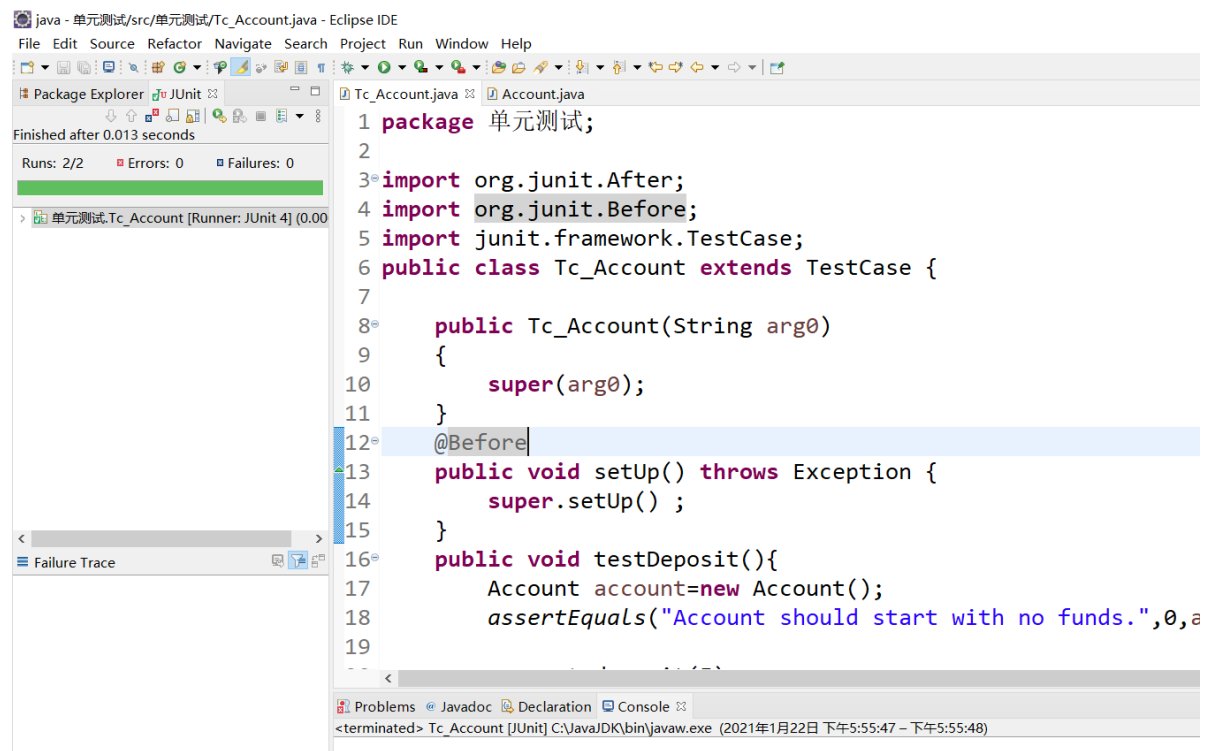 java - 单元测试/src/单元测试/Tc_Account.java - Eclipse IDE
File Edit Source Refactor Navigate Search Project Run Window Help
Package Explorer JUnit
Finished after 0.013 seconds
Runs: 2/2 Errors: 0 Failures: 0
单元测试.Tc_Account [Runner: JUnit 4] (0.00
Failure Trace
Tc_Account.java Account.java
1 package 单元测试;
2
3 import org.junit.After;
4 import org.junit.Before;
5 import junit.framework.TestCase;
6 public class Tc_Account extends TestCase {
7
8 public Tc_Account(String arg0)
9 {
10 super(arg0);
11 }
12 @Before
13 public void setUp() throws Exception {
14 super.setUp() ;
15 }
16 public void testDeposit(){
17 Account account=new Account();
18 assertEquals("Account should start with no funds.",0,a
19
Problems Javadoc Declaration Console
<terminated> Tc_Account [JUnit] C:\JavaJDK\bin\javaw.exe (2021年1月22日 下午5:55:47 – 下午5:55:48)